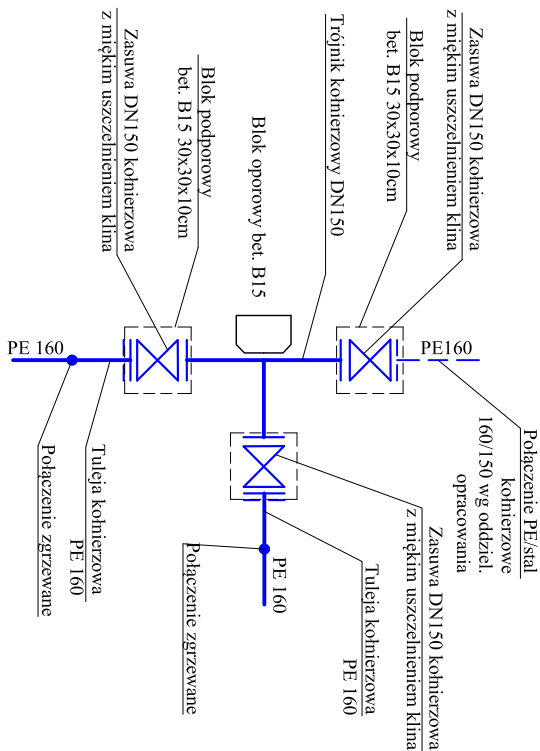 Zasuwa DN150 kołnierzowa
z miękim uszczelnieniem klina
Blok podporowy
bet. B15 30x30x10cm
Trójnik kołnierzowy DN150
Blok oporowy bet. B15
Blok podporowy
bet. B15 30x30x10cm
Zasuwa DN150 kołnierzowa
z miękim uszczelnieniem klina
PE 160
PE160
PE 160
Połączenie PE/stal
kołnierzowe
160/150 wg oddziel.
opracowania
Zasuwa DN150 kołnierzowa
z miękim uszczelnieniem klina
Tuleja kołnierzowa
PE 160
Połączenie zgrzewane
Tuleja kołnierzowa
PE 160
Połączenie zgrzewane